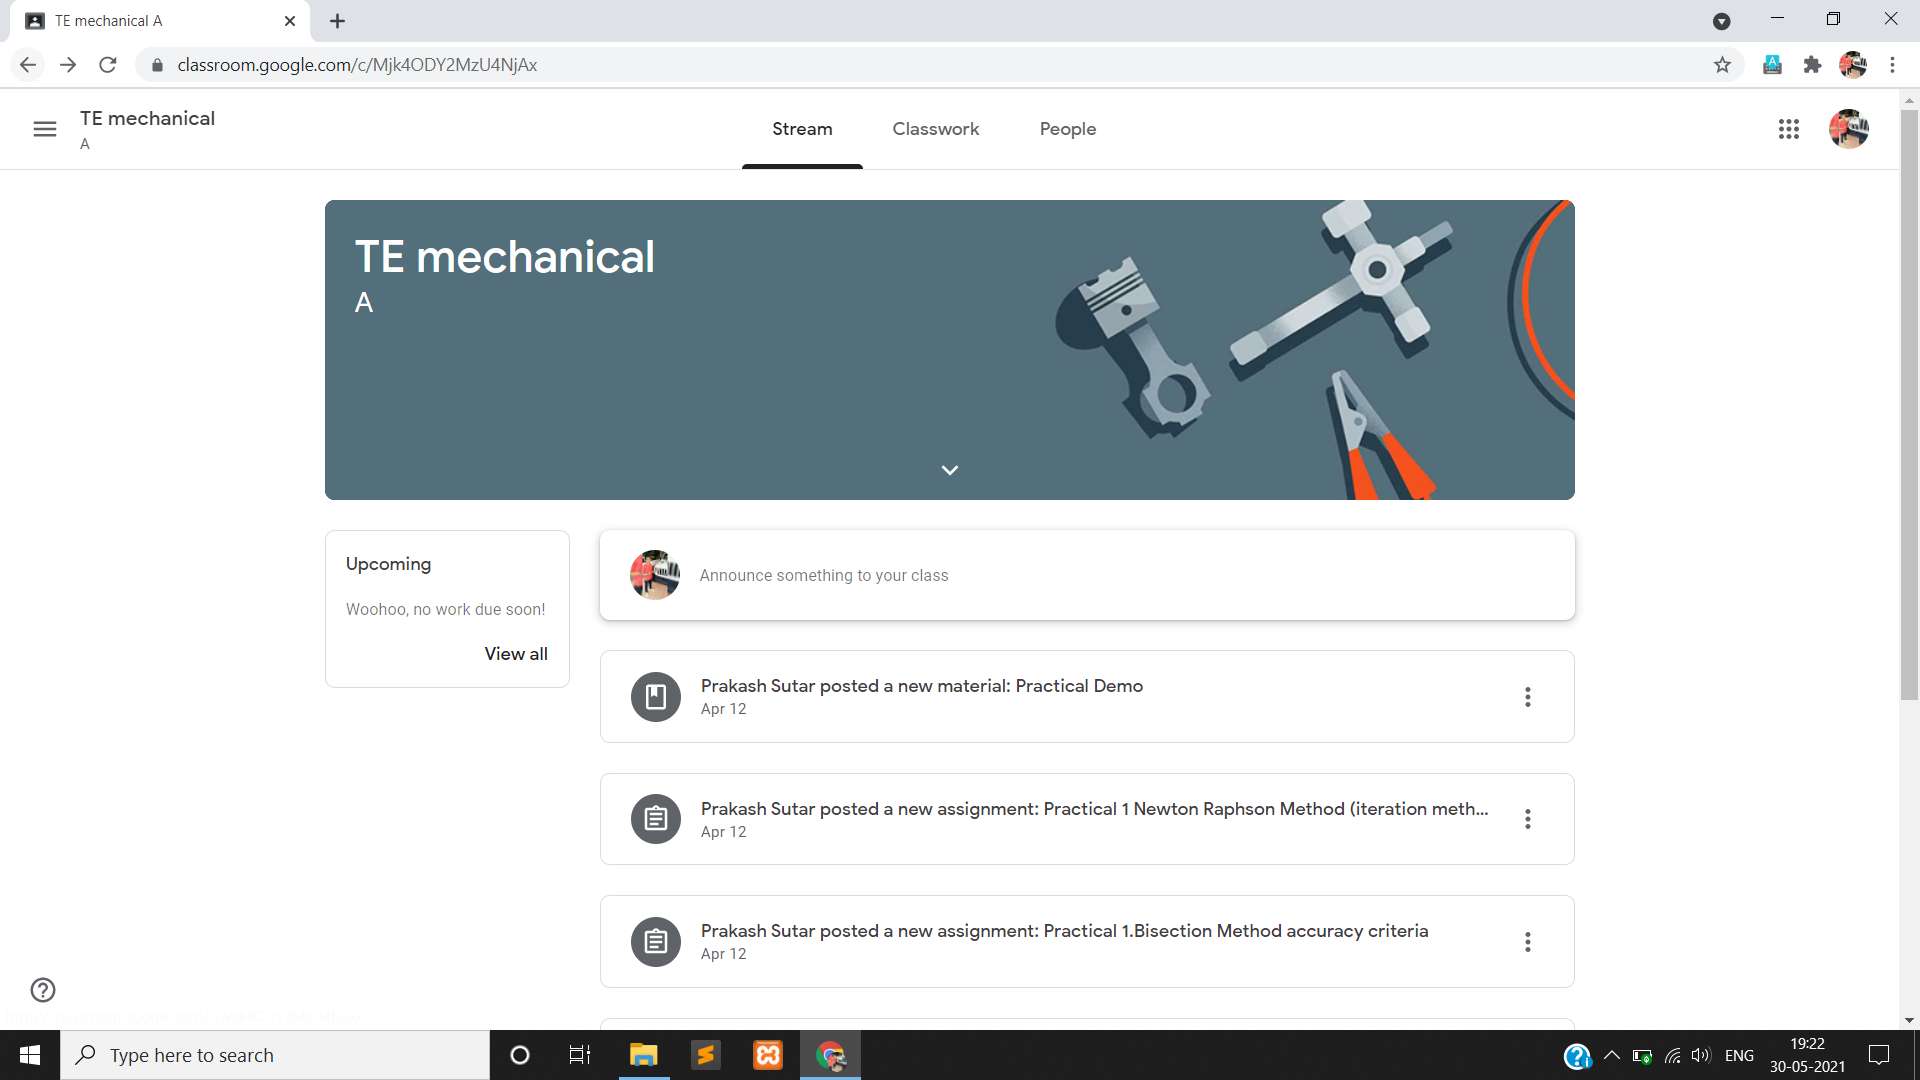 TE mechanical A
classroom.google.com/c/Mjk4ODY2MzU4NjAx
TE mechanical
A
Stream
Classwork
People
TE mechanical
A
Upcoming
Woohoo, no work due soon!
View all
Announce something to your class
Prakash Sutar posted a new material: Practical Demo
Apr 12
Prakash Sutar posted a new assignment: Practical 1 Newton Raphson Method (iteration meth...
Apr 12
Prakash Sutar posted a new assignment: Practical 1.Bisection Method accuracy criteria
Apr 12
Type here to search
ENG
19:22
30-05-2021